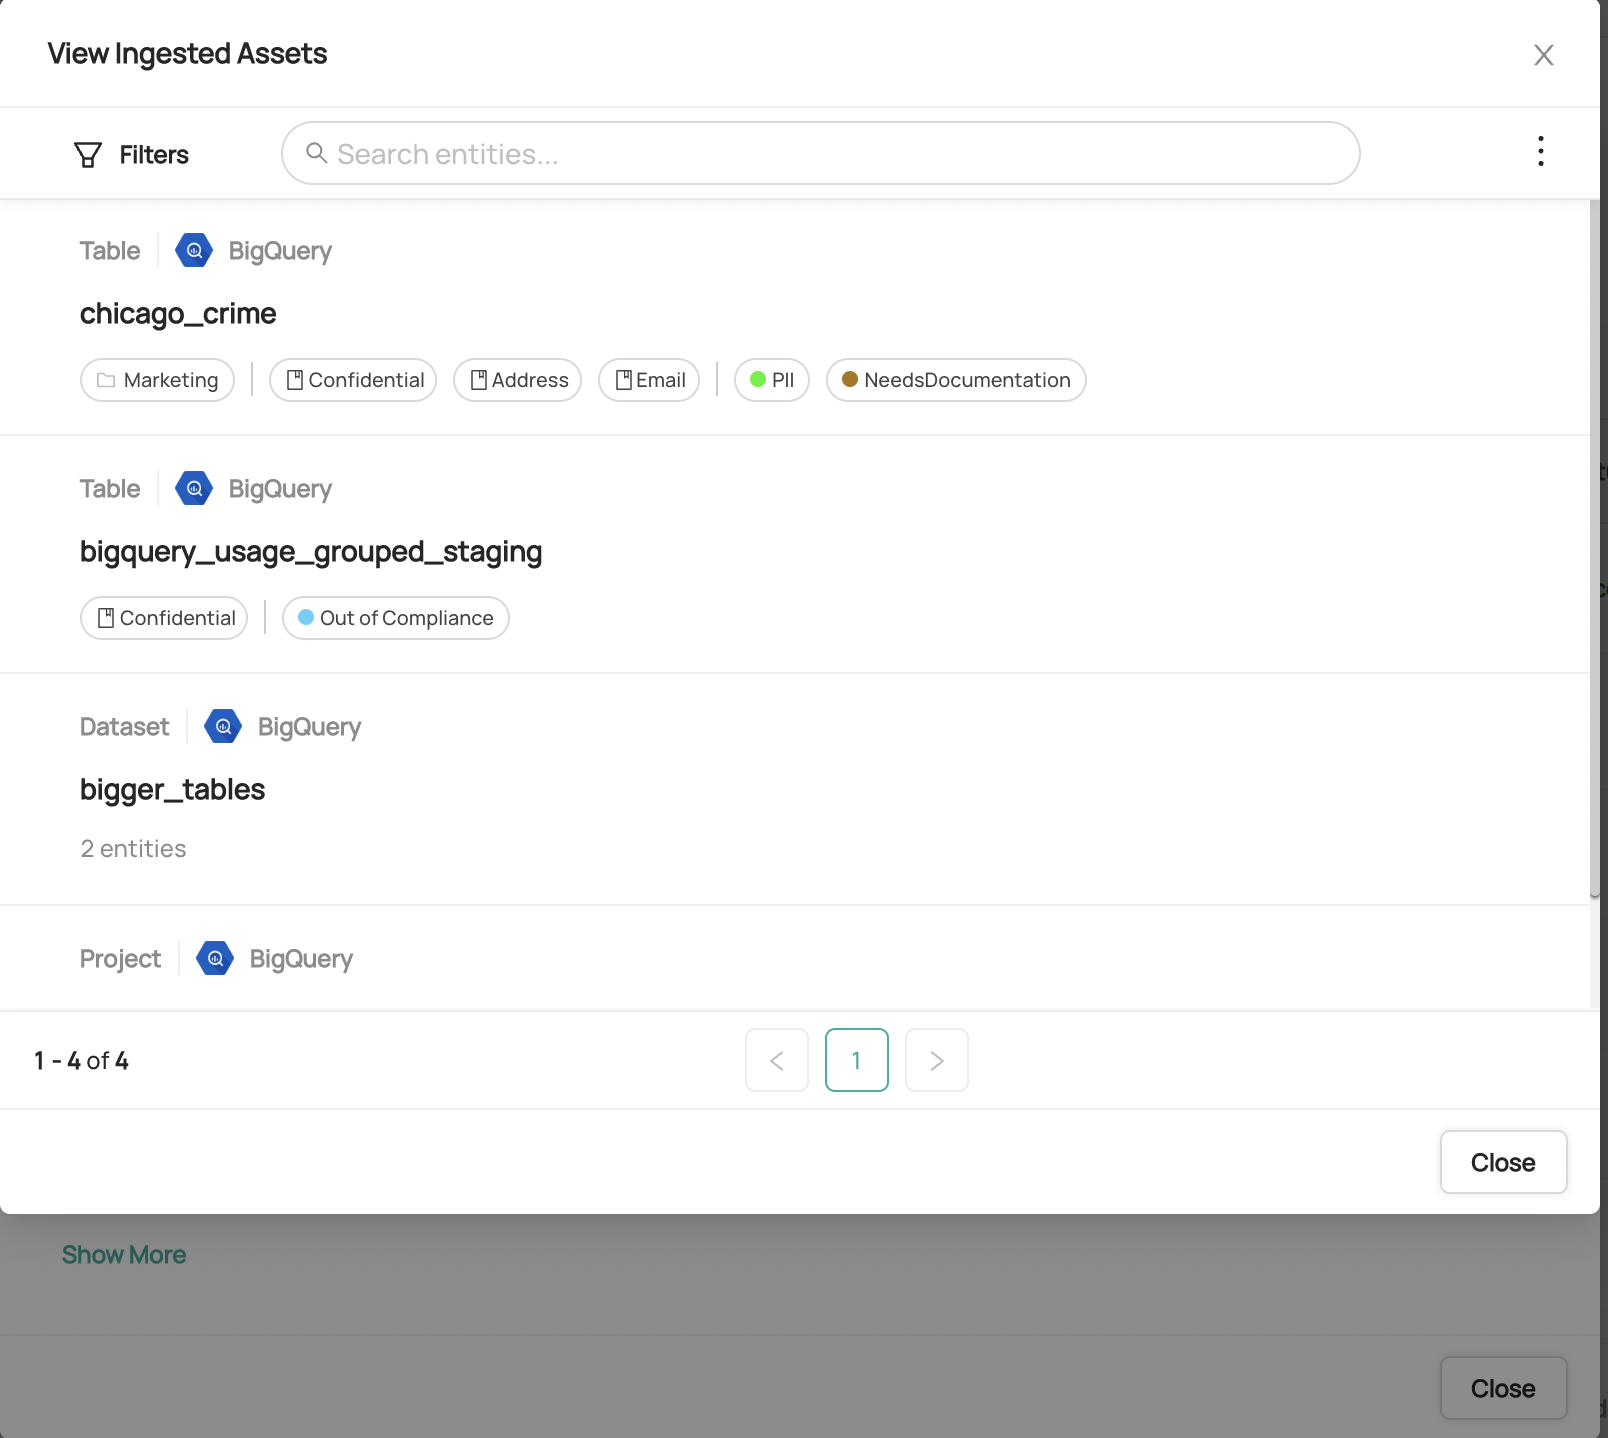 View Ingested Assets
Filters
Search entities...
Table
BigQuery
chicago_crime
Marketing
Confidential
Address
Email
PII
NeedsDocumentation
Table
BigQuery
bigquery_usage_grouped_staging
Confidential
Out of Compliance
Dataset
BigQuery
bigger_tables
2 entities
Project
BigQuery
1 - 4 of 4
1
Close
Show More
Close